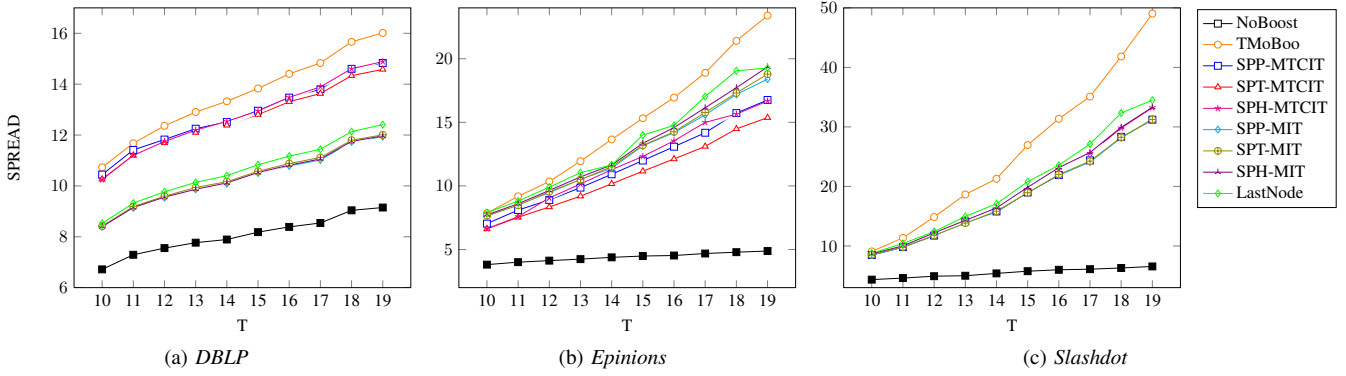 SPREAD
16
14
12
10
8
6
10 11 12 13 14 15 16 17 18 19
T
(a) DBLP
20
15
10
5
10 11 12 13 14 15 16 17 18 19
T
(b) Epinions
50
40
30
20
10
10 11 12 13 14 15 16 17 18 19
T
(c) Slashdot
NoBoost
TMoBoo
SPP-MTCIT
SPT-MTCIT
SPH-MTCIT
SPP-MIT
SPT-MIT
SPH-MIT
LastNode